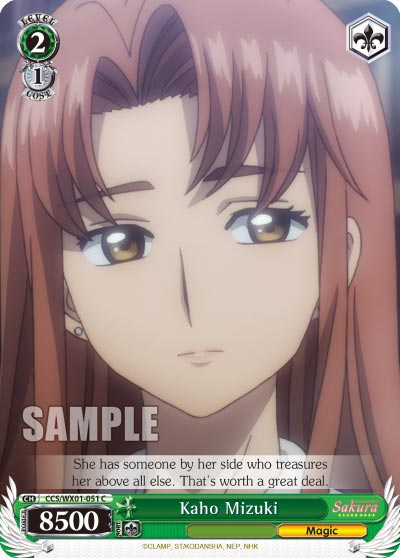 LEVEL
2
1
COST
SAMPLE
She has someone by her side who treasures
her above all else. That's worth a great deal.
CH CCS/WX01-051 C
Kaho Mizuki
Sakura
POWER
8500
Magic
©CLAMP, ST/KODANSHA, NEP, NHK